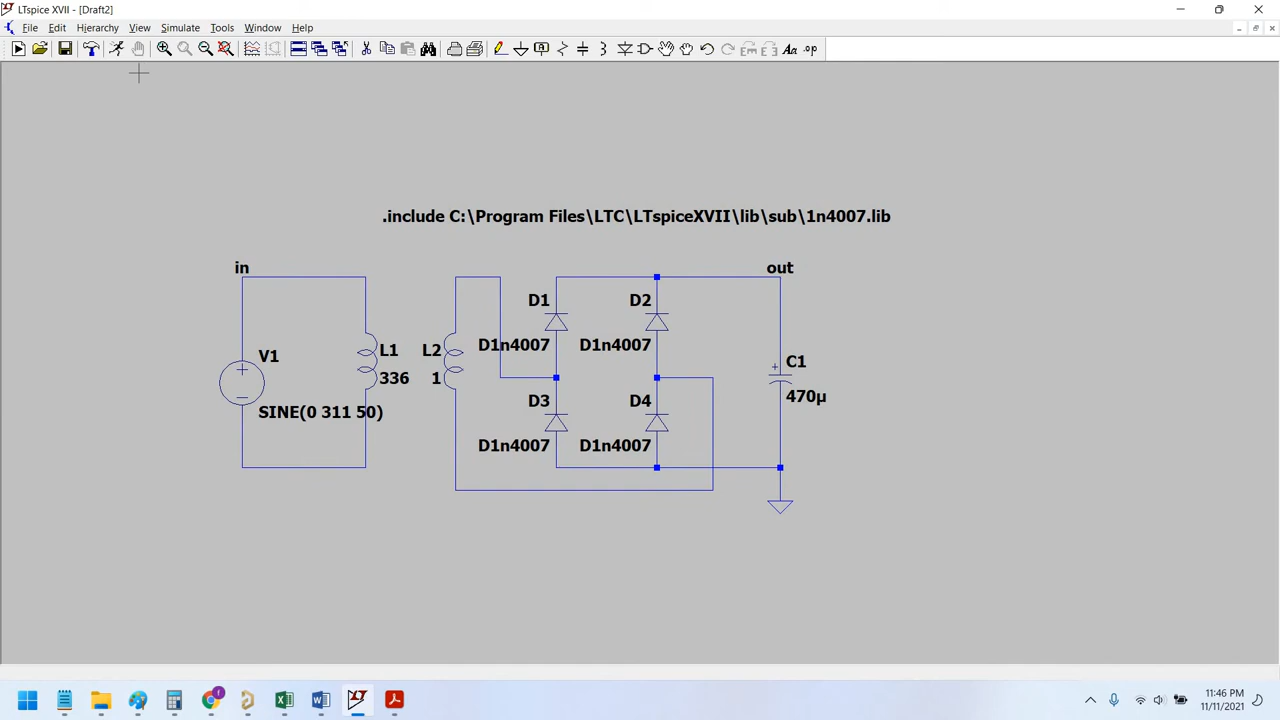 LTspice XVII - [Draft2]
File Edit Hierarchy View Simulate Tools Window Help
Aa .op
.include C:\Program Files\LTC\LTspiceXVII\lib\sub\1n4007.lib
in out
D1 D2
D1n4007 D1n4007
V1 L1 L2 C1
336 1
SINE(0 311 50) 470µ
D3 D4
D1n4007 D1n4007
11:46 PM
11/11/2021